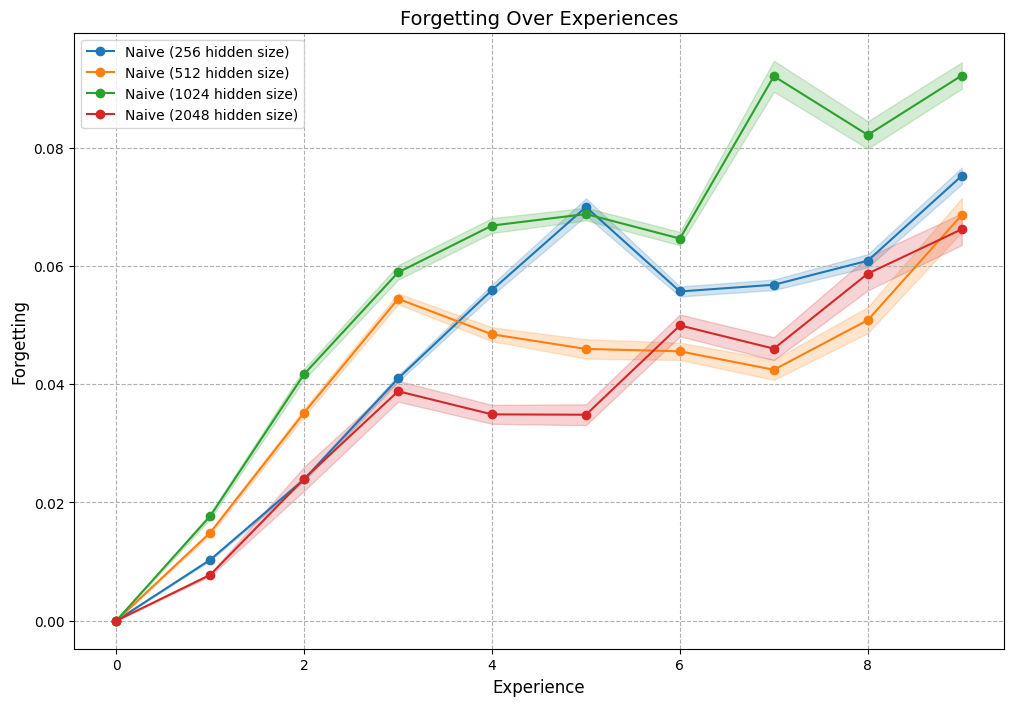 Forgetting Over Experiences
Naive (256 hidden size)
Naive (512 hidden size)
Naive (1024 hidden size)
Naive (2048 hidden size)
Forgetting
0.08
0.06
0.04
0.02
0.00
0 2 4 6 8
Experience